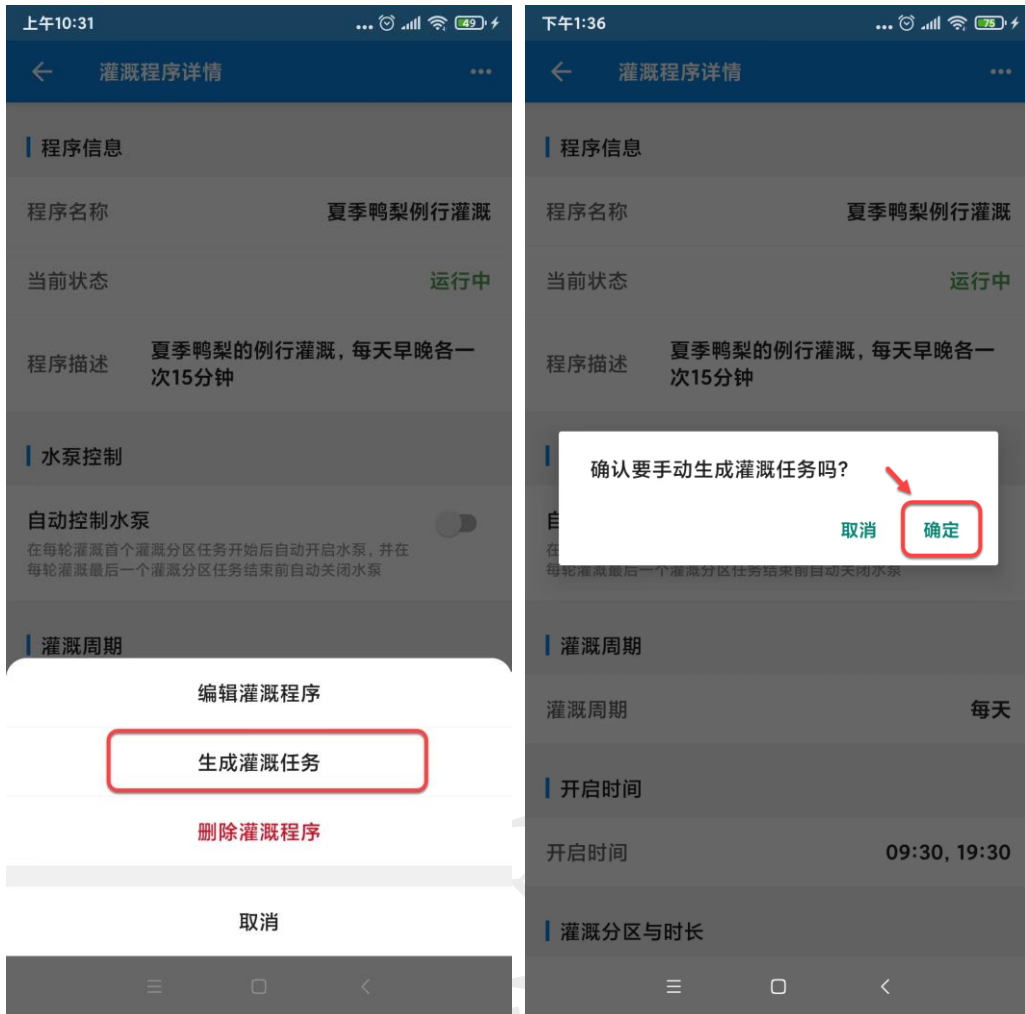 上午10:31
... 49
灌溉程序详情
...
程序信息
程序名称 夏季鸭梨例行灌溉
当前状态 运行中
程序描述 夏季鸭梨的例行灌溉，每天早晚各一
次15分钟
水泵控制
自动控制水泵
在每轮灌溉首个灌溉分区任务开始后自动开启水泵，并在
每轮灌溉最后一个灌溉分区任务结束前自动关闭水泵
灌溉周期
编辑灌溉程序
生成灌溉任务
删除灌溉程序
取消
下午1:36
... 75
灌溉程序详情
...
程序信息
程序名称 夏季鸭梨例行灌溉
当前状态 运行中
程序描述 夏季鸭梨的例行灌溉，每天早晚各一
次15分钟
确认要手动生成灌溉任务吗?
取消 确定
每轮灌溉最后一个灌溉分区任务结束前自动关闭水泵
灌溉周期
灌溉周期 每天
开启时间
开启时间 09:30, 19:30
灌溉分区与时长